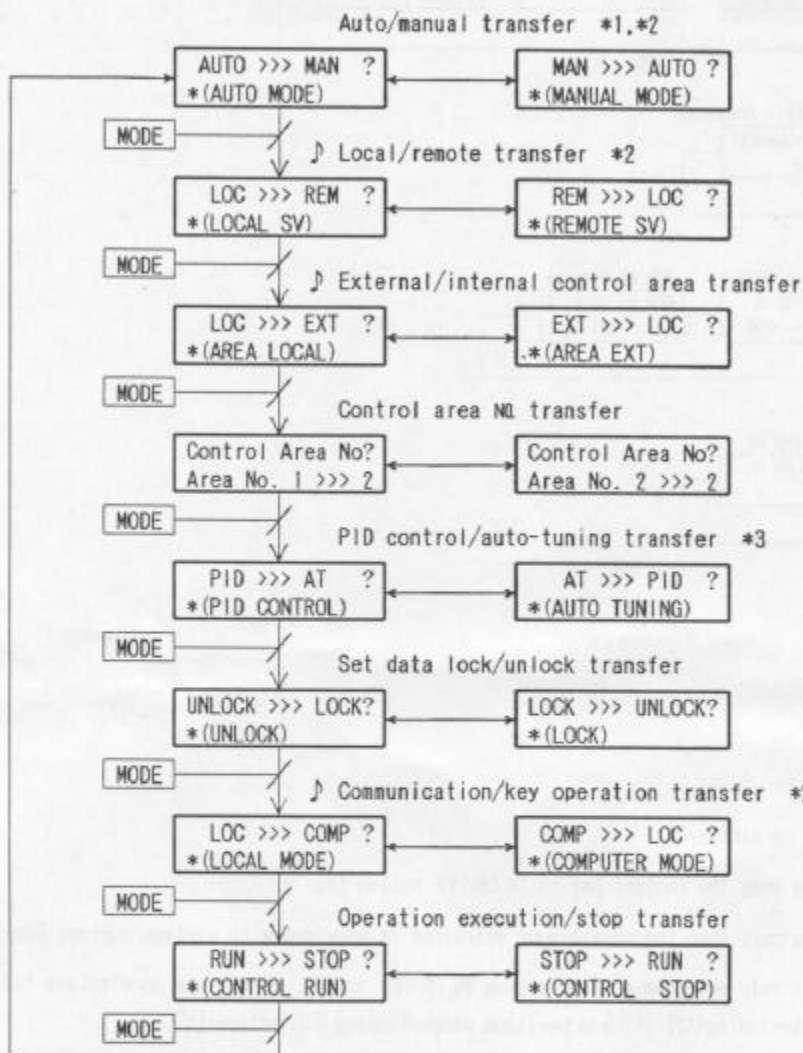 Auto/manual transfer *1,*2
AUTO >>> MAN ?
*(AUTO MODE)
MAN >>> AUTO ?
*(MANUAL MODE)
MODE
♪ Local/remote transfer *2
LOC >>> REM ?
*(LOCAL SV)
REM >>> LOC ?
*(REMOTE SV)
MODE
♪ External/internal control area transfer
LOC >>> EXT ?
*(AREA LOCAL)
EXT >>> LOC ?
*(AREA EXT)
MODE
Control area No. transfer
Control Area No?
Area No. 1 >>> 2
Control Area No?
Area No. 2 >>> 2
MODE
PID control/auto-tuning transfer *3
PID >>> AT ?
*(PID CONTROL)
AT >>> PID ?
*(AUTO TUNING)
MODE
Set data lock/unlock transfer
UNLOCK >>> LOCK?
*(UNLOCK)
LOCK >>> UNLOCK?
*(LOCK)
MODE
♪ Communication/key operation transfer *
LOC >>> COMP ?
*(LOCAL MODE)
COMP >>> LOC ?
*(COMPUTER MODE)
MODE
Operation execution/stop transfer
RUN >>> STOP ?
*(CONTROL RUN)
STOP >>> RUN ?
*(CONTROL STOP)
MODE